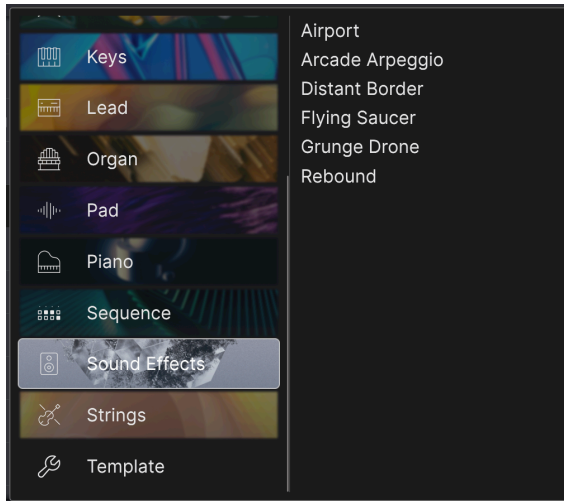 Keys
Lead
Organ
Pad
Piano
Sequence
Sound Effects
Strings
Template
Airport
Arcade Arpeggio
Distant Border
Flying Saucer
Grunge Drone
Rebound